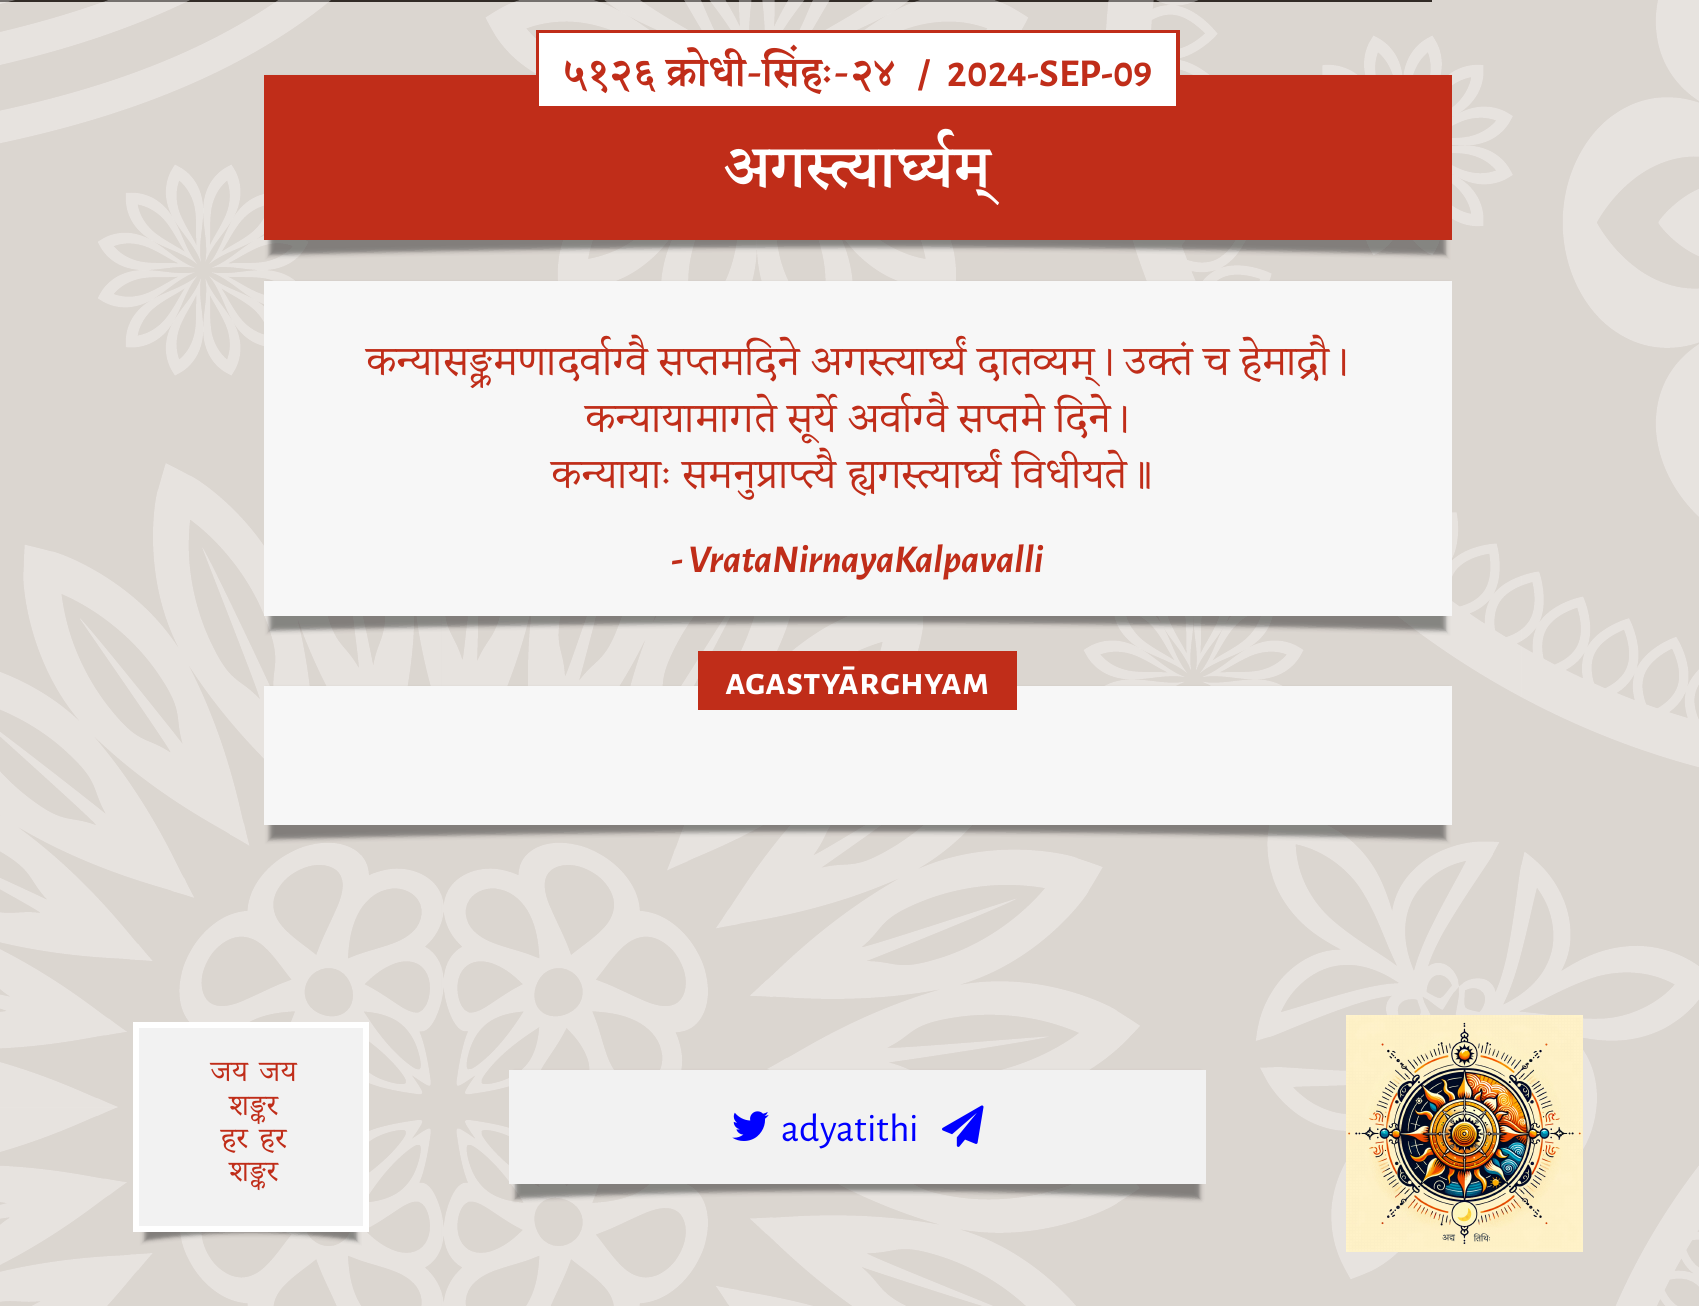 ५१२६ क्रोधी-सिंहः-२४ / 2024-SEP-09
अगस्त्यार्घ्यम्
कन्यासङ्क्रमणादर्वाग्वै सप्तमदिने अगस्त्यार्घ्यं दातव्यम्। उक्तं च हेमाद्रौ।
कन्यायामागते सूर्ये अर्वाग्वै सप्तमे दिने।
कन्यायाः समनुप्राप्त्यै ह्यगस्त्यार्घ्यं विधीयते॥
- VrataNirnayaKalpavalli
AGASTYĀRGHYAM
जय जय
शङ्कर
हर हर
शङ्कर
adyatithi
अद्य तिथिः